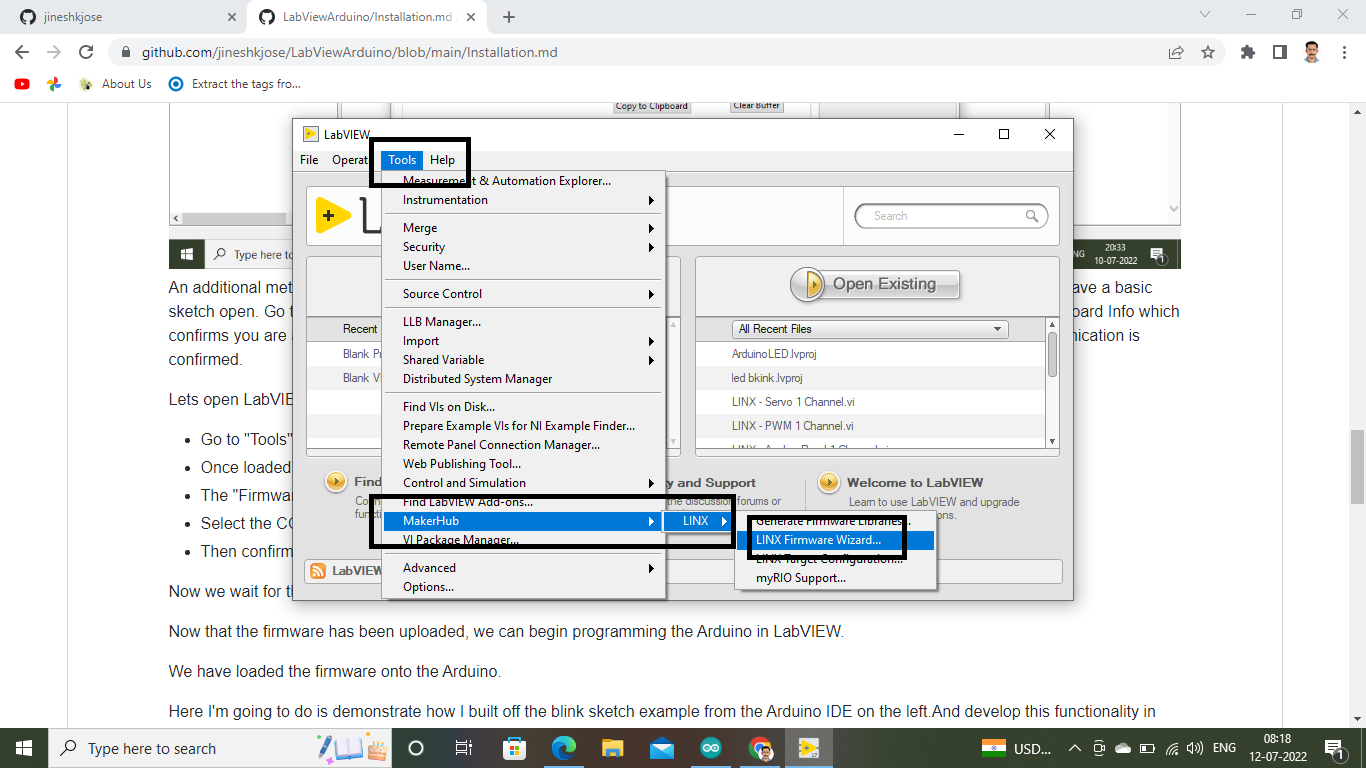 jineshkjose
LabViewArduino/Installation.md
github.com/jineshkjose/LabViewArduino/blob/main/Installation.md
About Us
Extract the tags fro...
Copy to Clipboard
Clear Buffer
LabVIEW
File Operat Tools Help
Measurement & Automation Explorer...
Instrumentation
Merge
Security
User Name...
Source Control
LLB Manager...
Import
Shared Variable
Distributed System Manager
Find VIs on Disk...
Prepare Example VIs for NI Example Finder...
Remote Panel Connection Manager...
Web Publishing Tool...
Control and Simulation
Find LabVIEW Add-ons...
MakerHub
VI Package Manager...
Advanced
Options...
LINX
Generate Firmware Libraries...
LINX Firmware Wizard...
LINX Target Configuration...
myRIO Support...
Search
Open Existing
Recent
Blank
Blank
All Recent Files
ArduinoLED.lvproj
led bkink.lvproj
LINX - Servo 1 Channel.vi
LINX - PWM 1 Channel.vi
Find
y and Support
the discussion forums or
Welcome to LabVIEW
Learn to use LabVIEW and upgrade
LabVIEW
Type here to
NG
20:33
10-07-2022
1
An additional met ave a basic
sketch open. Go t oard Info which
confirms you are nication is
confirmed.
Lets open LabVIE
Go to "Tools"
Once loaded
The "Firmwar
Select the CO
Then confirm
Now we wait for th
Now that the firmware has been uploaded, we can begin programming the Arduino in LabVIEW.
We have loaded the firmware onto the Arduino.
Here I'm going to do is demonstrate how I built off the blink sketch example from the Arduino IDE on the left.And develop this functionality in
Type here to search
USD...
ENG
08:18
12-07-2022
1